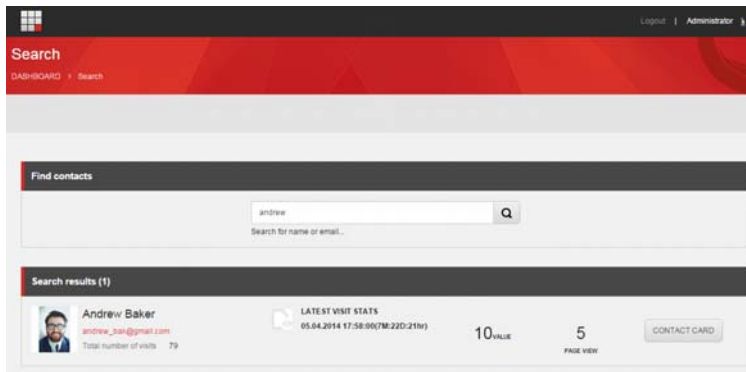 Logout | Administrator
Search
DASHBOARD > Search
Find contacts
andrew
Search for name or email...
Search results (1)
Andrew Baker
andrew_bak@gmail.com
Total number of visits 79
LATEST VISIT STATS
05.04.2014 17:58:00(7M:22D:21hr)
10 VALUE
5
PAGE VIEW
CONTACT CARD